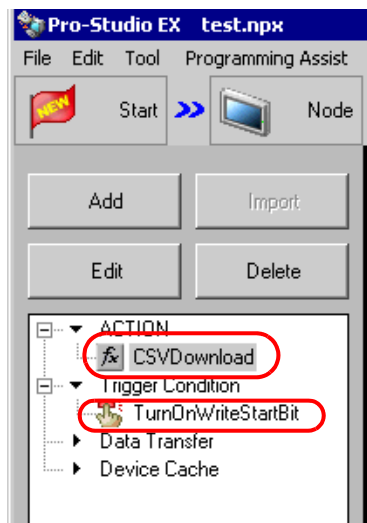 Pro-Studio EX test.npx
File Edit Tool Programming Assist
NEW Start Node
Add Import
Edit Delete
ACTION
fx CSVDownload
Trigger Condition
TurnOnWriteStartBit
Data Transfer
Device Cache